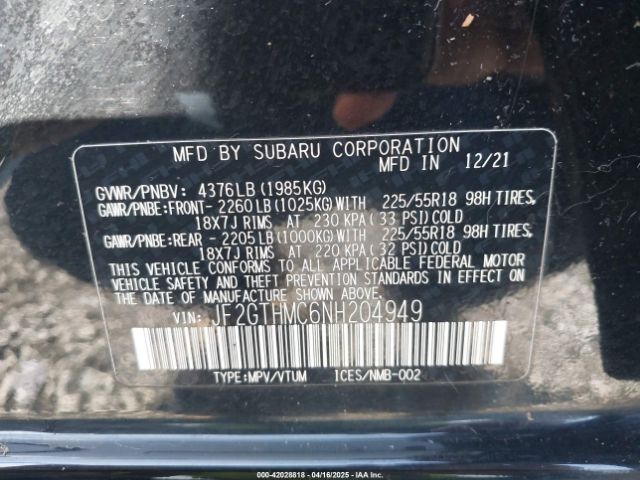 MFD BY SUBARU CORPORATION
MFD IN 12/21
GVWR/PNBV: 4376LB(1985KG)
GAWR/PNBE:FRONT- 2260LB(1025KG)WITH 225/55R18 98H TIRES,
18X7J RIMS AT 230 KPA( 33 PSI)COLD
GAWR/PNBE:REAR - 2205LB(1000KG)WITH 225/55R18 98H TIRES,
18X7J RIMS AT 220 KPA( 32 PSI)COLD
THIS VEHICLE CONFORMS TO ALL APPLICABLE FEDERAL MOTOR
VEHICLE SAFETY AND THEFT PREVENTION STANDARDS IN EFFECT ON
THE DATE OF MANUFACTURE SHOWN ABOVE.
VIN: JF2GTHMC6NH204949
TYPE:MPV/VTUM ICES/NMB-002
000-42028818 - 04/16/2025 - IAA Inc.